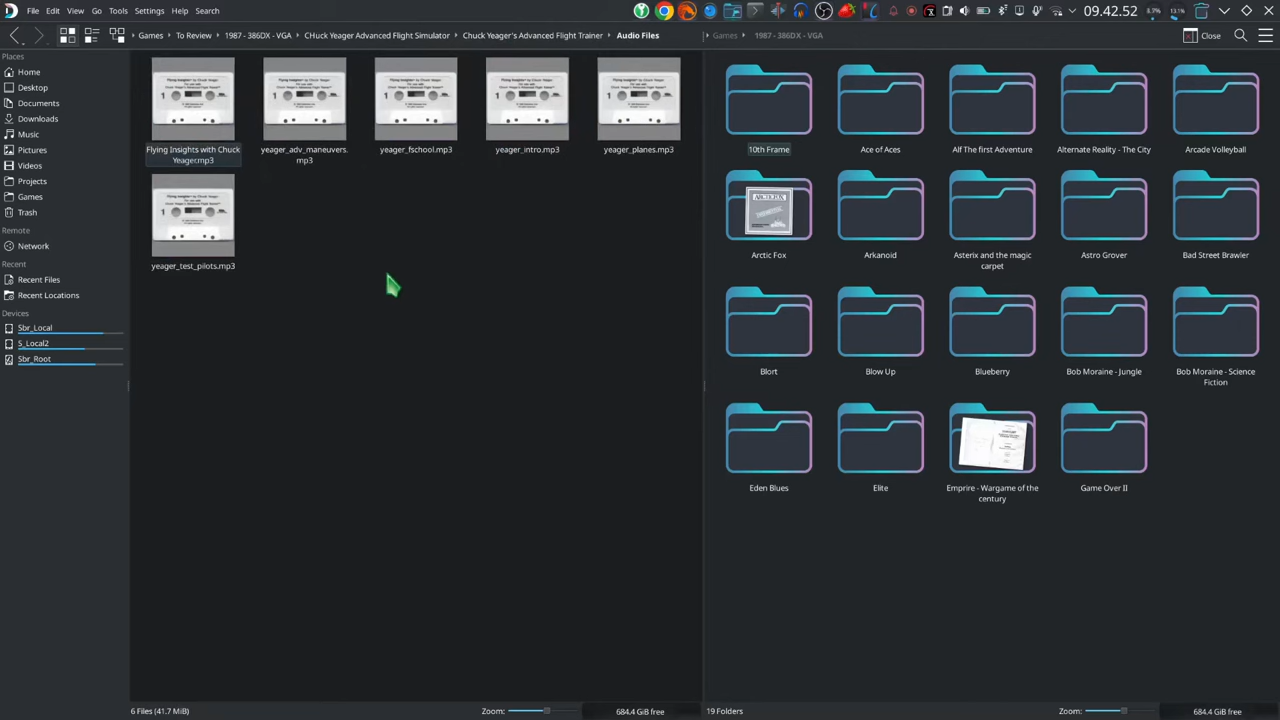 File Edit View Go Tools Settings Help Search
8.7% 13.1% 09.42.52
Games To Review 1987 - 386DX - VGA CHuck Yeager Advanced Flight Simulator Chuck Yeager's Advanced Flight Trainer Audio Files
Games 1987 - 386DX - VGA Close
Places
Home
Desktop
Documents
Downloads
Music
Pictures
Videos
Projects
Games
Trash
Remote
Network
Recent
Recent Files
Recent Locations
Devices
Sbr_Local
S_Local2
Sbr_Root
Flying Insights with Chuck
Yeager.mp3
yeager_adv_maneuvers.
mp3
yeager_fschool.mp3
yeager_intro.mp3
yeager_planes.mp3
yeager_test_pilots.mp3
10th Frame
Ace of Aces
Alf The first Adventure
Alternate Reality - The City
Arcade Volleyball
ARCTICFOX
Arctic Fox
Arkanoid
Asterix and the magic
carpet
Astro Grover
Bad Street Brawler
Blort
Blow Up
Blueberry
Bob Moraine - Jungle
Bob Moraine - Science
Fiction
Eden Blues
Elite
Emprire - Wargame of the
century
Game Over II
6 Files (41.7 MiB) Zoom: 684.4 GiB free
19 Folders Zoom: 684.4 GiB free